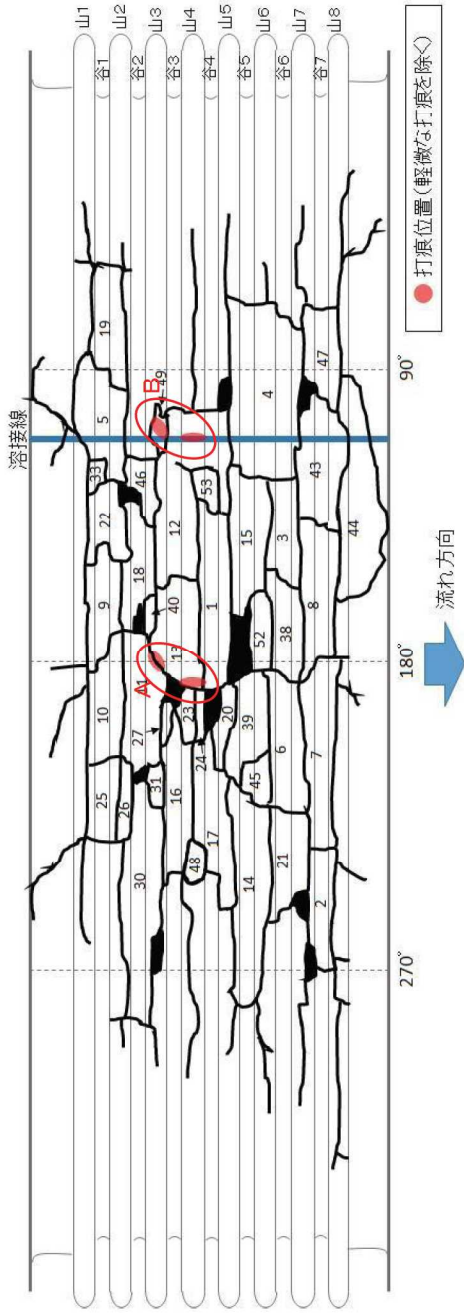 溶接線
山1
25 10 9 22 33 5 19 谷1
26 山2
30 27 41 18 46 谷2
A B 49 山3
31 16 13 40 12 谷3
48 23 山4
17 24 1 53 谷4
20 山5
14 45 39 15 4 谷5
52 山6
21 6 38 3 谷6
山7
2 7 8 43 47 谷7
44 山8
270° 180° 90°
流れ方向
打痕位置(軽微な打痕を除く)